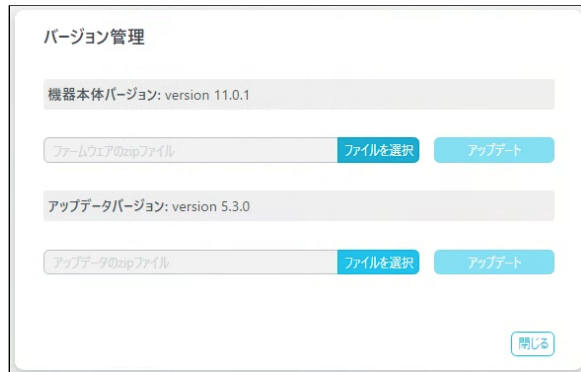 バージョン管理
機器本体バージョン: version 11.0.1
ファームウェアのzipファイル ファイルを選択 アップデート
アップデータバージョン: version 5.3.0
アップデータのzipファイル ファイルを選択 アップデート
閉じる